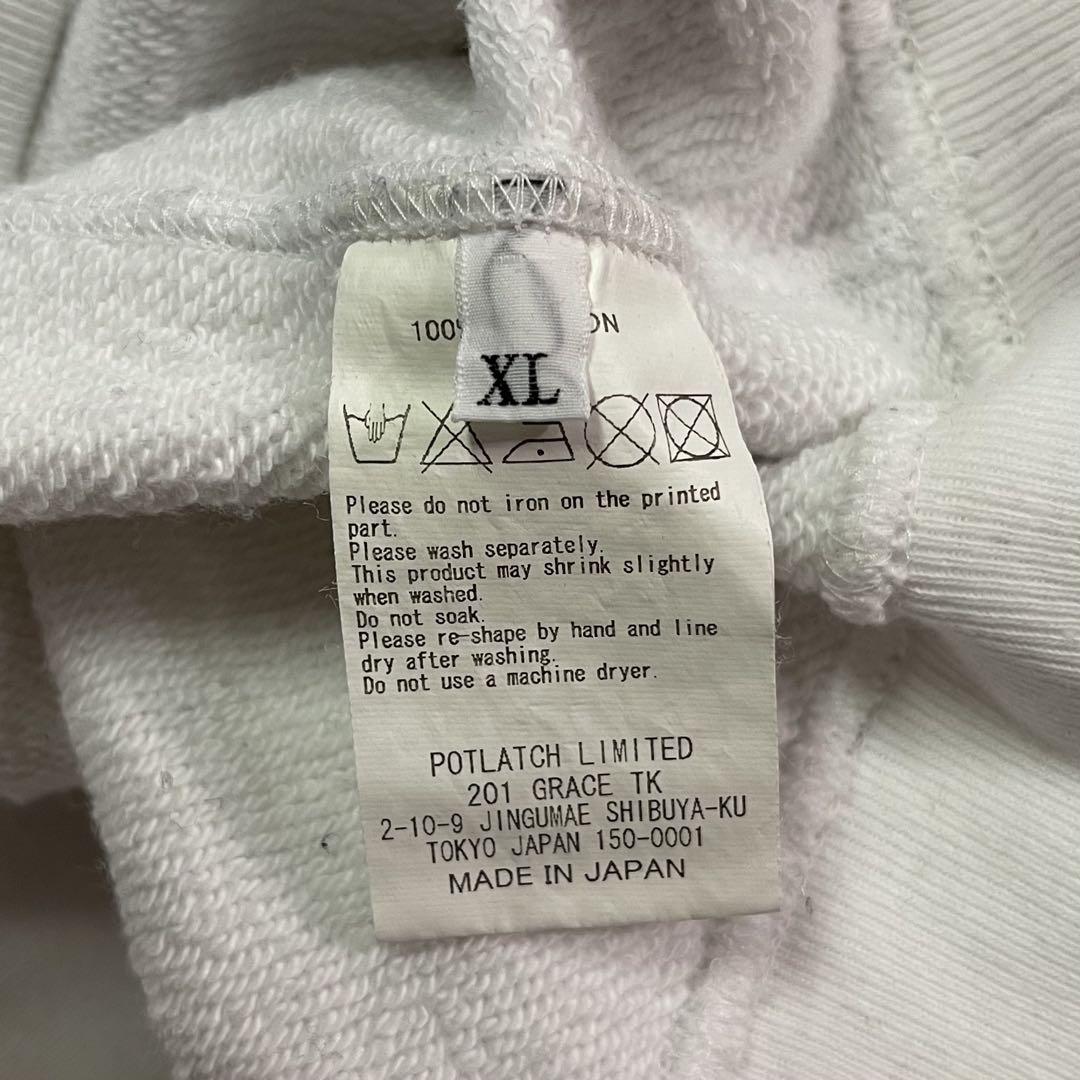 XL
Please do not iron on the printed
part.
Please wash separately.
This product may shrink slightly
when washed.
Do not soak.
Please re-shape by hand and line
dry after washing.
Do not use a machine dryer.
POTLATCH LIMITED
201 GRACE TK
2-10-9 JINGUMAE SHIBUYA-KU
TOKYO JAPAN 150-0001
MADE IN JAPAN